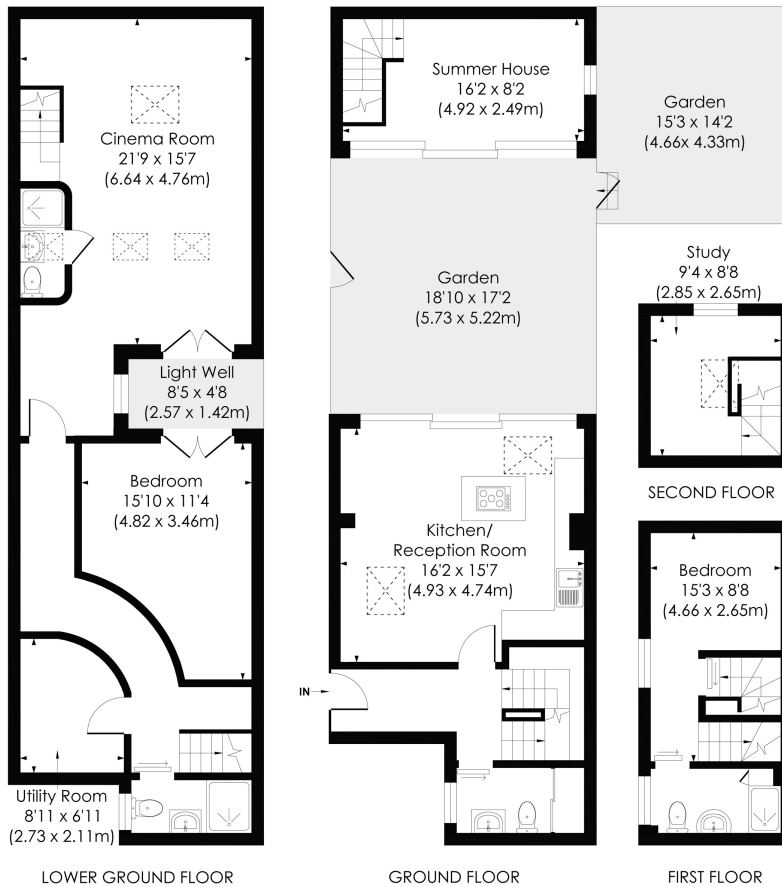 Cinema Room
21'9 x 15'7
(6.64 x 4.76m)
Light Well
8'5 x 4'8
(2.57 x 1.42m)
Bedroom
15'10 x 11'4
(4.82 x 3.46m)
Utility Room
8'11 x 6'11
(2.73 x 2.11m)
LOWER GROUND FLOOR
Summer House
16'2 x 8'2
(4.92 x 2.49m)
Garden
15'3 x 14'2
(4.66x 4.33m)
Garden
18'10 x 17'2
(5.73 x 5.22m)
Kitchen/
Reception Room
16'2 x 15'7
(4.93 x 4.74m)
IN
GROUND FLOOR
Study
9'4 x 8'8
(2.85 x 2.65m)
SECOND FLOOR
Bedroom
15'3 x 8'8
(4.66 x 2.65m)
FIRST FLOOR